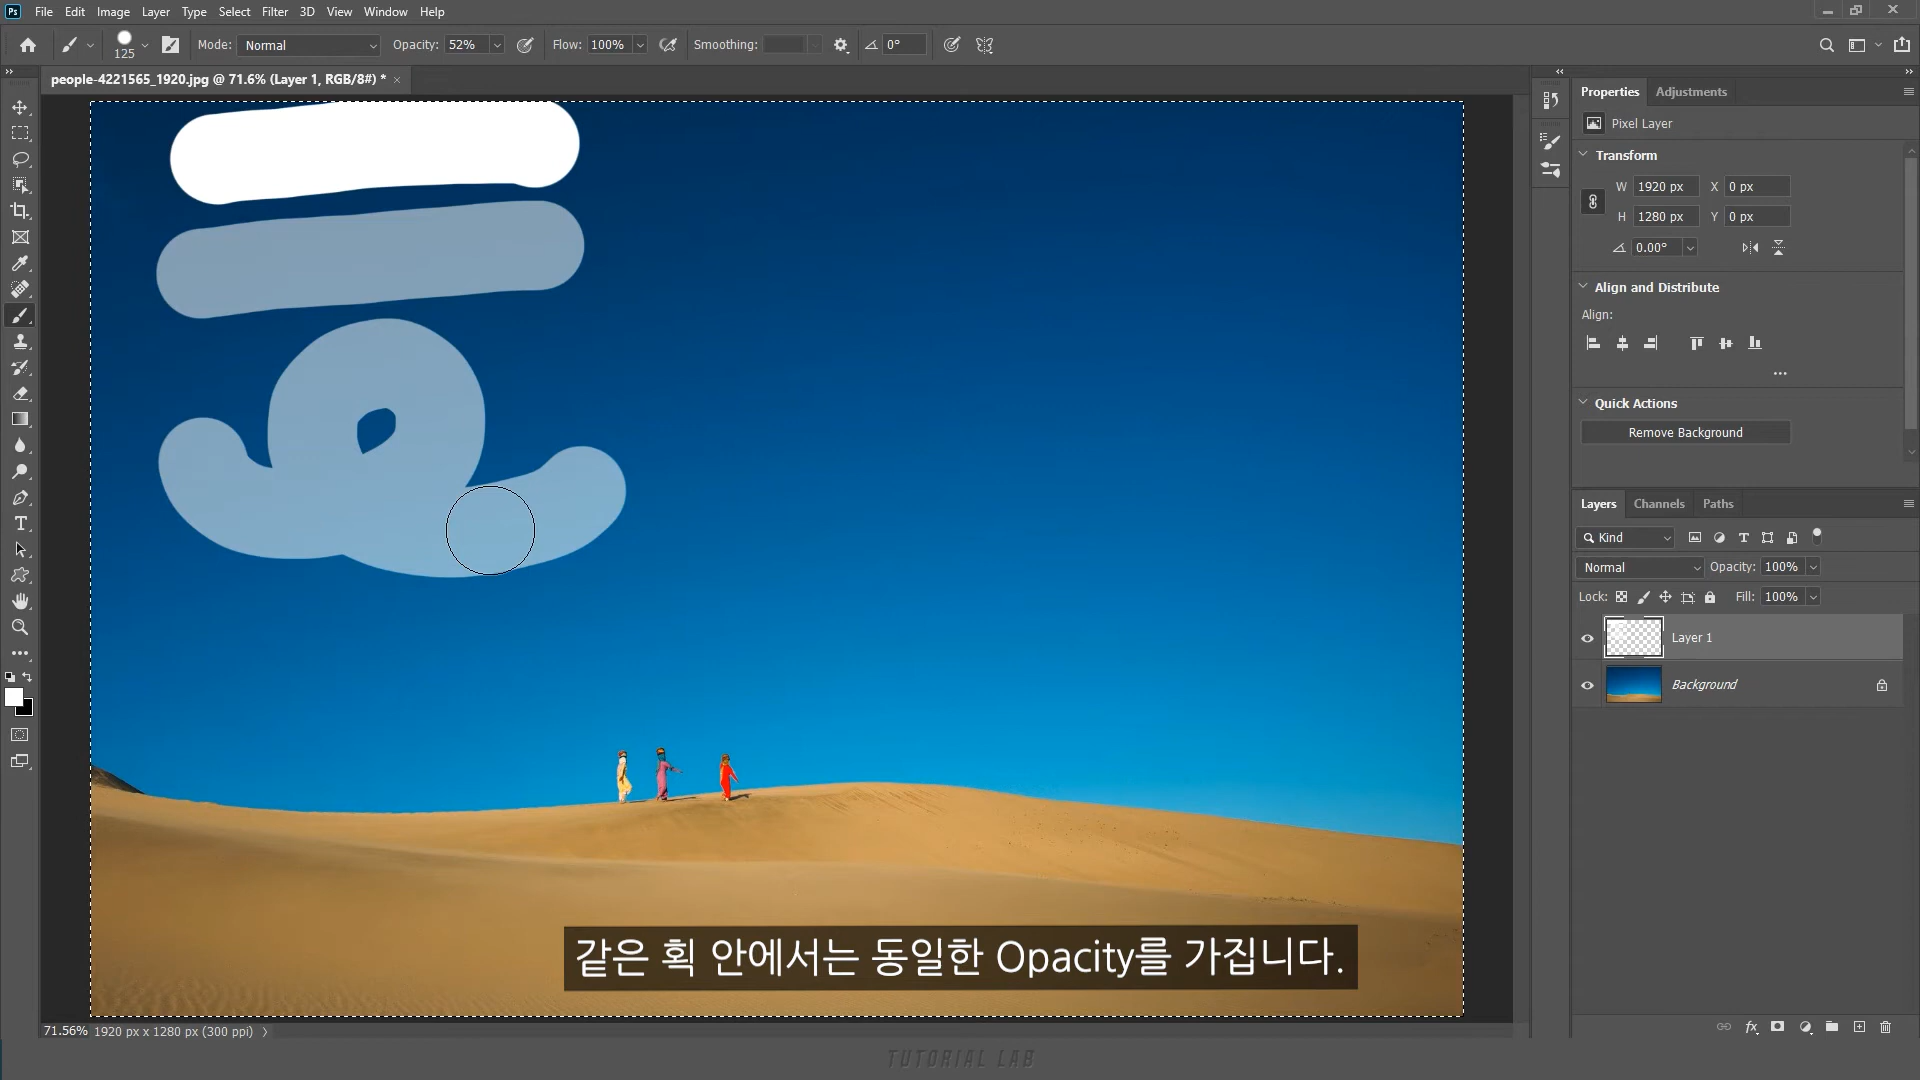 Ps File Edit Image Layer Type Select Filter 3D View Window Help
125 Mode: Normal Opacity: 52% Flow: 100% Smoothing: 0°
people-4221565_1920.jpg @ 71.6% (Layer 1, RGB/8#) *
Properties Adjustments
Pixel Layer
Transform
W 1920 px X 0 px
H 1280 px Y 0 px
0.00°
Align and Distribute
Align:
Quick Actions
Remove Background
Layers Channels Paths
Kind
Normal Opacity: 100%
Lock: Fill: 100%
Layer 1
Background
같은 획 안에서는 동일한 Opacity를 가집니다.
71.56% 1920 px x 1280 px (300 ppi)
TUTORIAL LAB